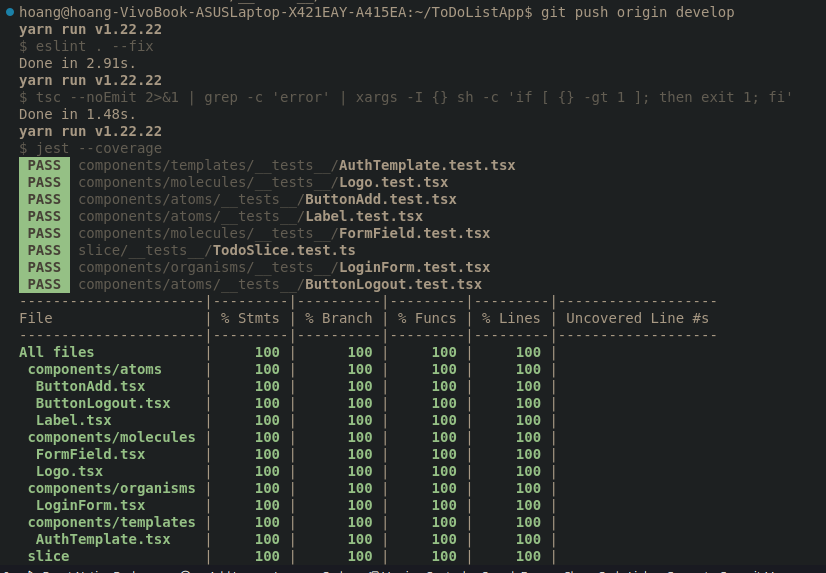 hoang@hoang-VivoBook-ASUSLaptop-X421EAY-A415EA:~/ToDoListApp$ git push origin develop
yarn run v1.22.22
$ eslint . --fix
Done in 2.91s.
yarn run v1.22.22
$ tsc --noEmit 2>&1 | grep -c 'error' | xargs -I {} sh -c 'if [ {} -gt 1 ]; then exit 1; fi'
Done in 1.48s.
yarn run v1.22.22
$ jest --coverage
PASS components/templates/__tests__/AuthTemplate.test.tsx
PASS components/molecules/__tests__/Logo.test.tsx
PASS components/atoms/__tests__/ButtonAdd.test.tsx
PASS components/atoms/__tests__/Label.test.tsx
PASS components/molecules/__tests__/FormField.test.tsx
PASS slice/__tests__/TodoSlice.test.ts
PASS components/organisms/__tests__/LoginForm.test.tsx
PASS components/atoms/__tests__/ButtonLogout.test.tsx
----------------------|---------|----------|---------|---------|-------------------
File                  | % Stmts | % Branch | % Funcs | % Lines | Uncovered Line #s
----------------------|---------|----------|---------|---------|-------------------
All files             |     100 |      100 |     100 |     100 |
 components/atoms     |     100 |      100 |     100 |     100 |
  ButtonAdd.tsx       |     100 |      100 |     100 |     100 |
  ButtonLogout.tsx    |     100 |      100 |     100 |     100 |
  Label.tsx           |     100 |      100 |     100 |     100 |
 components/molecules |     100 |      100 |     100 |     100 |
  FormField.tsx       |     100 |      100 |     100 |     100 |
  Logo.tsx            |     100 |      100 |     100 |     100 |
 components/organisms |     100 |      100 |     100 |     100 |
  LoginForm.tsx       |     100 |      100 |     100 |     100 |
 components/templates |     100 |      100 |     100 |     100 |
  AuthTemplate.tsx    |     100 |      100 |     100 |     100 |
 slice                |     100 |      100 |     100 |     100 |